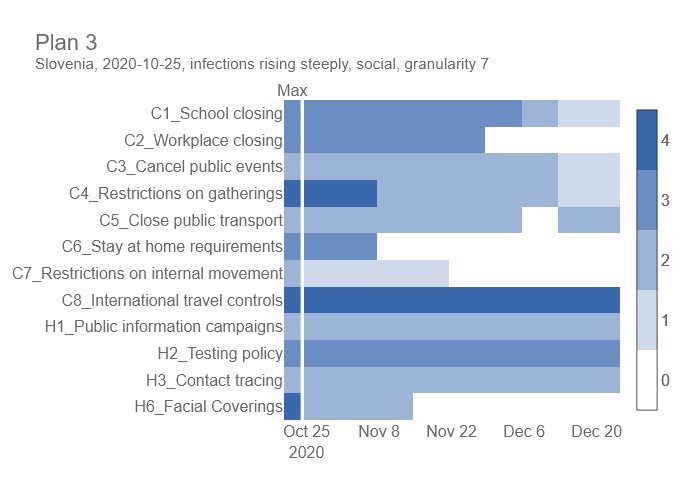 Plan 3
Slovenia, 2020-10-25, infections rising steeply, social, granularity 7
Max
C1_School closing
C2_Workplace closing
C3_Cancel public events
C4_Restrictions on gatherings
C5_Close public transport
C6_Stay at home requirements
C7_Restrictions on internal movement
C8_International travel controls
H1_Public information campaigns
H2_Testing policy
H3_Contact tracing
H6_Facial Coverings
4
3
2
1
0
Oct 25 Nov 8 Nov 22 Dec 6 Dec 20
2020